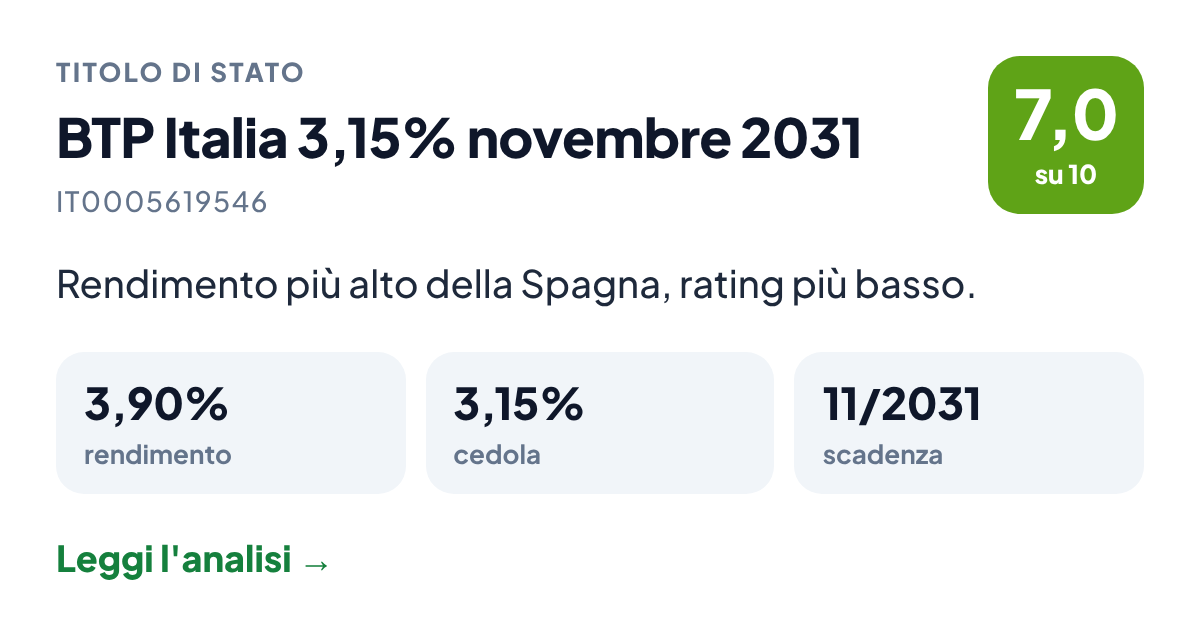 TITOLO DI STATO
BTP Italia 3,15% novembre 2031
IT0005619546
7,0
su 10
Rendimento più alto della Spagna, rating più basso.
3,90%
rendimento
3,15%
cedola
11/2031
scadenza
Leggi l'analisi →